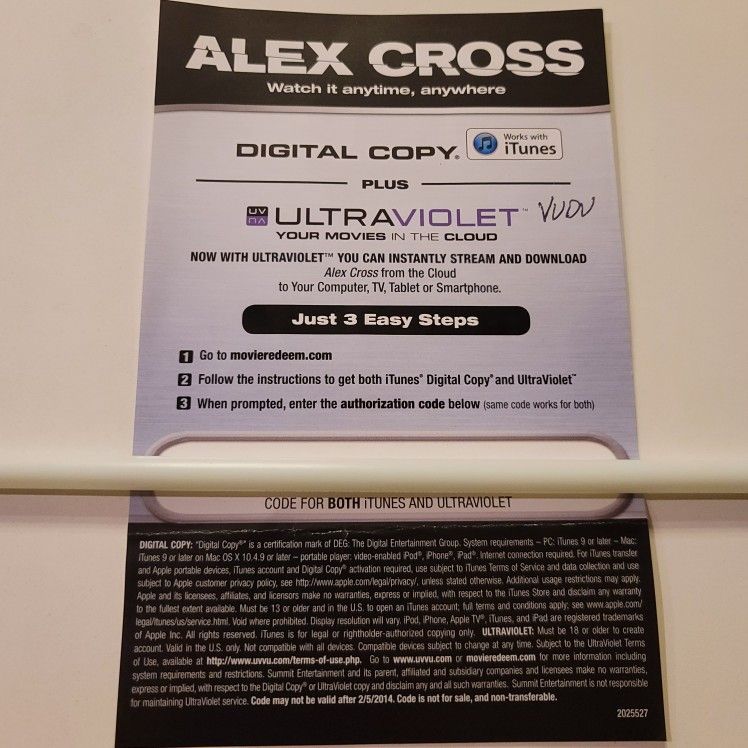 ALEX CROSS
Watch it anytime, anywhere
DIGITAL COPY® Works with iTunes
PLUS
UV ULTRAVIOLET™ VUDU
YOUR MOVIES IN THE CLOUD
NOW WITH ULTRAVIOLET™ YOU CAN INSTANTLY STREAM AND DOWNLOAD
Alex Cross from the Cloud
to Your Computer, TV, Tablet or Smartphone.
Just 3 Easy Steps
1 Go to movieredeem.com
2 Follow the instructions to get both iTunes® Digital Copy® and UltraViolet™
3 When prompted, enter the authorization code below (same code works for both)
CODE FOR BOTH iTUNES AND ULTRAVIOLET
DIGITAL COPY: "Digital Copy®" is a certification mark of DEG: The Digital Entertainment Group. System requirements – PC: iTunes 9 or later – Mac:
iTunes 9 or later on Mac OS X 10.4.9 or later – portable player: video-enabled iPod®, iPhone®, iPad®. Internet connection required. For iTunes transfer
and Apple portable devices, iTunes account and Digital Copy® activation required, use subject to iTunes Terms of Service and data collection and use
subject to Apple customer privacy policy, see http://www.apple.com/legal/privacy/, unless stated otherwise. Additional usage restrictions may apply.
Apple and its licensees, affiliates, and licensors make no warranties, express or implied, with respect to the iTunes Store and disclaim any warranty
to the fullest extent available. Must be 13 or older and in the U.S. to open an iTunes account; full terms and conditions apply; see www.apple.com/
legal/itunes/us/service.html. Void where prohibited. Display resolution will vary. iPod, iPhone, Apple TV®, iTunes, and iPad are registered trademarks
of Apple Inc. All rights reserved. iTunes is for legal or rightholder-authorized copying only. ULTRAVIOLET: Must be 18 or older to create
account. Valid in the U.S. only. Not compatible with all devices. Compatible devices subject to change at any time. Subject to the UltraViolet Terms
of Use, available at http://www.uvvu.com/terms-of-use.php. Go to www.uvvu.com or movieredeem.com for more information including
system requirements and restrictions. Summit Entertainment and its parent, affiliated and subsidiary companies and licensees make no warranties,
express or implied, with respect to the Digital Copy® or UltraViolet copy and disclaim any and all such warranties. Summit Entertainment is not responsible
for maintaining UltraViolet service. Code may not be valid after 2/5/2014. Code is not for sale, and non-transferable.
2025527